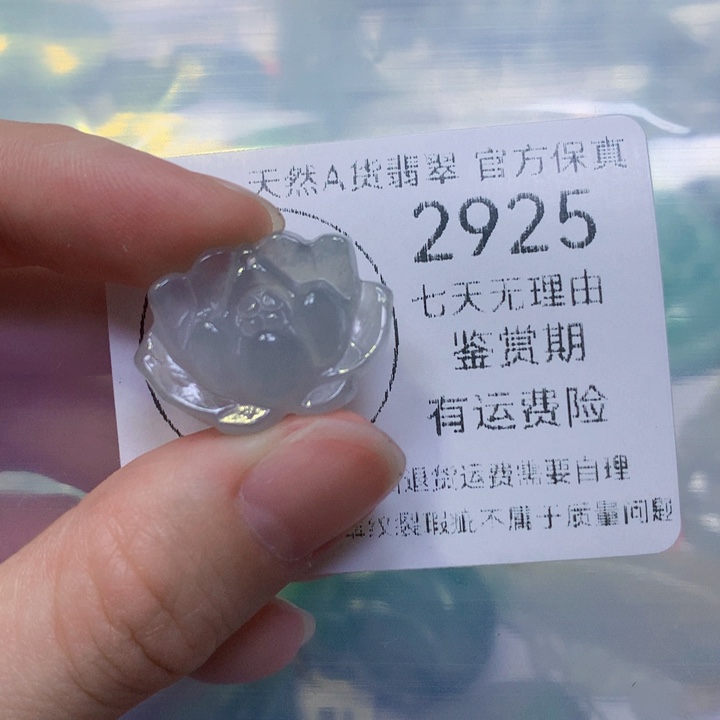 天然A货翡翠 官方保真
2925
七天无理由
鉴赏期
有运费险
退货运费需要自理
纹裂瑕疵不属于质量问题